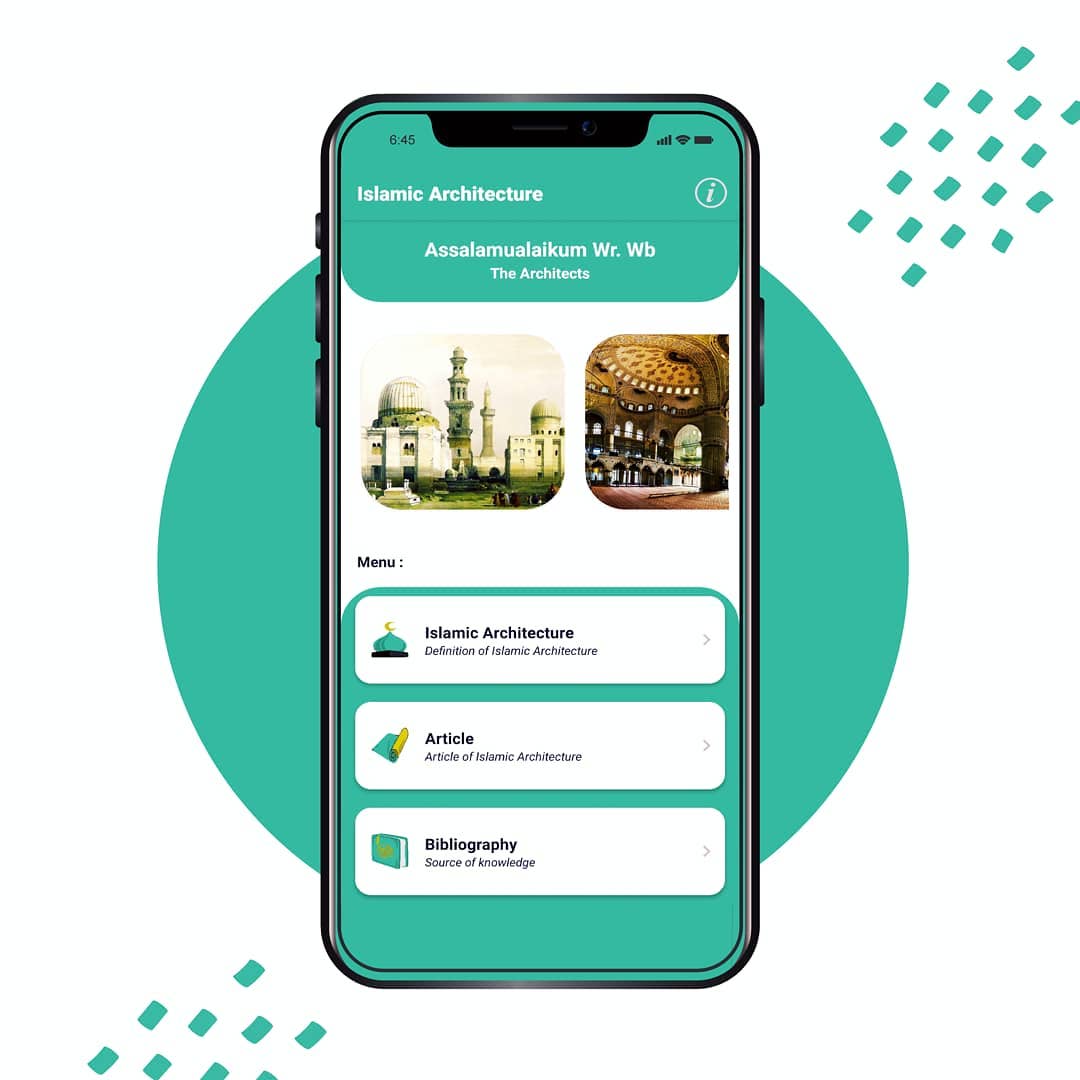 6:45
Islamic Architecture
i
Assalamualaikum Wr. Wb
The Architects
Menu :
Islamic Architecture
Definition of Islamic Architecture
Article
Article of Islamic Architecture
Bibliography
Source of knowledge